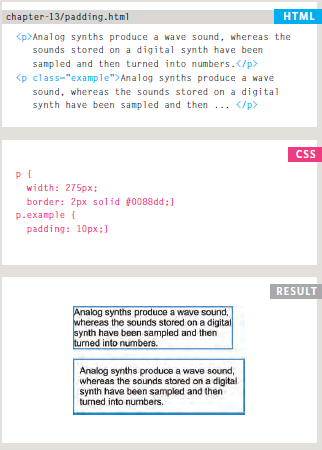 chapter-13/padding.html
HTML
<p>Analog synths produce a wave sound, whereas the
sounds stored on a digital synth have been
sampled and then turned into numbers.</p>
<p class="example">Analog synths produce a wave
sound, whereas the sounds stored on a digital
synth have been sampled and then ... </p>
CSS
p {
width: 275px;
border: 2px solid #0088dd;}
p.example {
padding: 10px;}
RESULT
Analog synths produce a wave sound,
whereas the sounds stored on a digital
synth have been sampled and then
turned into numbers.
Analog synths produce a wave sound,
whereas the sounds stored on a digital
synth have been sampled and then
turned into numbers.